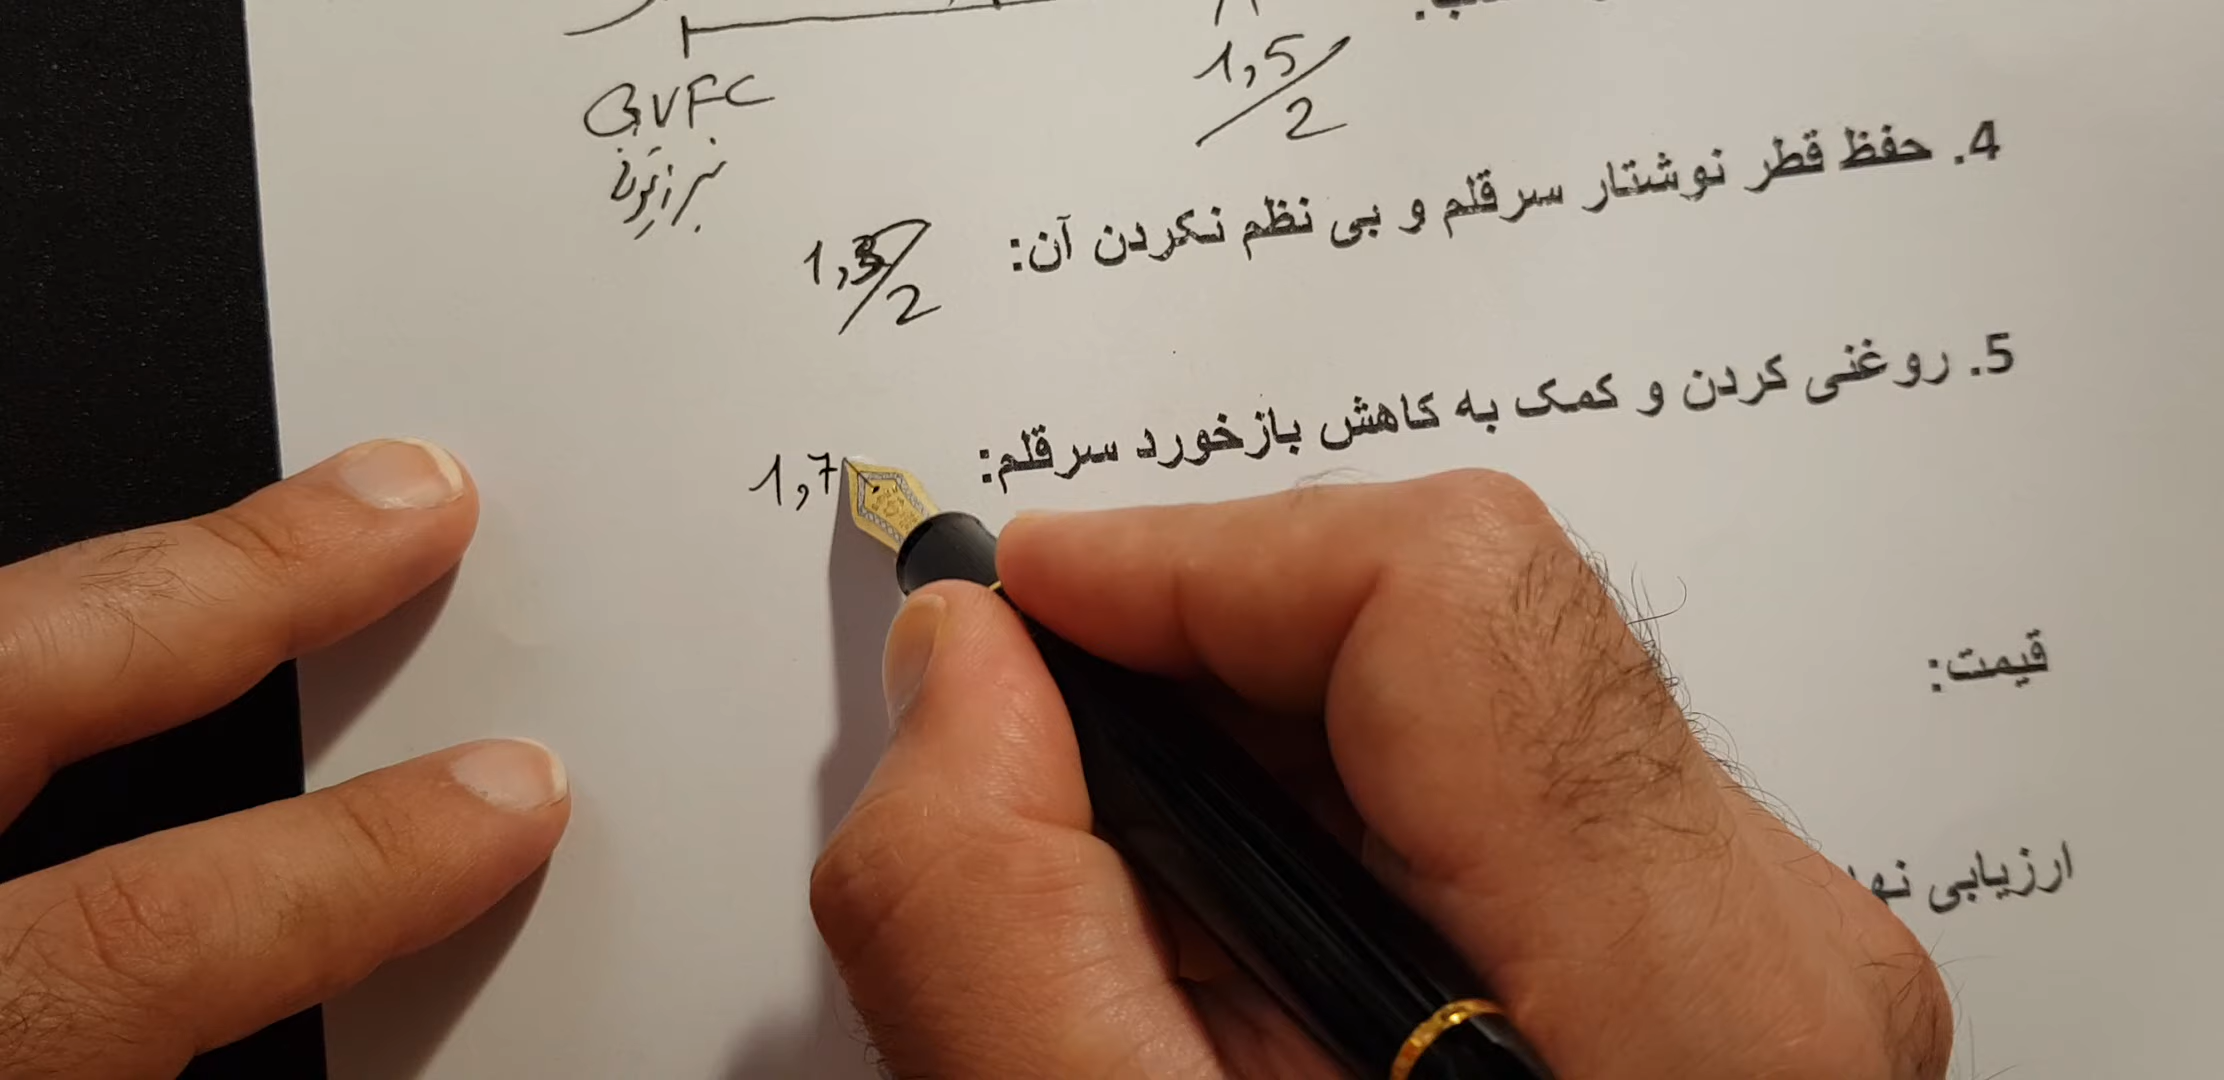 GVFC
1,5/2
4. حفظ قطر نوشتار سرقلم و بی نظم نکردن آن:
1,3/2
5. روغنی کردن و کمک به کاهش بازخورد سرقلم:
1,7
قیمت:
ارزیابی